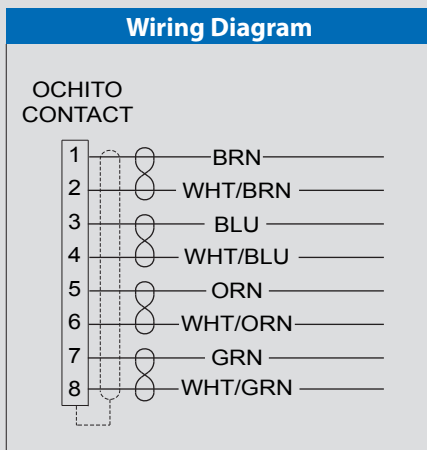 Wiring Diagram
OCHITO
CONTACT
1 BRN
2 WHT/BRN
3 BLU
4 WHT/BLU
5 ORN
6 WHT/ORN
7 GRN
8 WHT/GRN